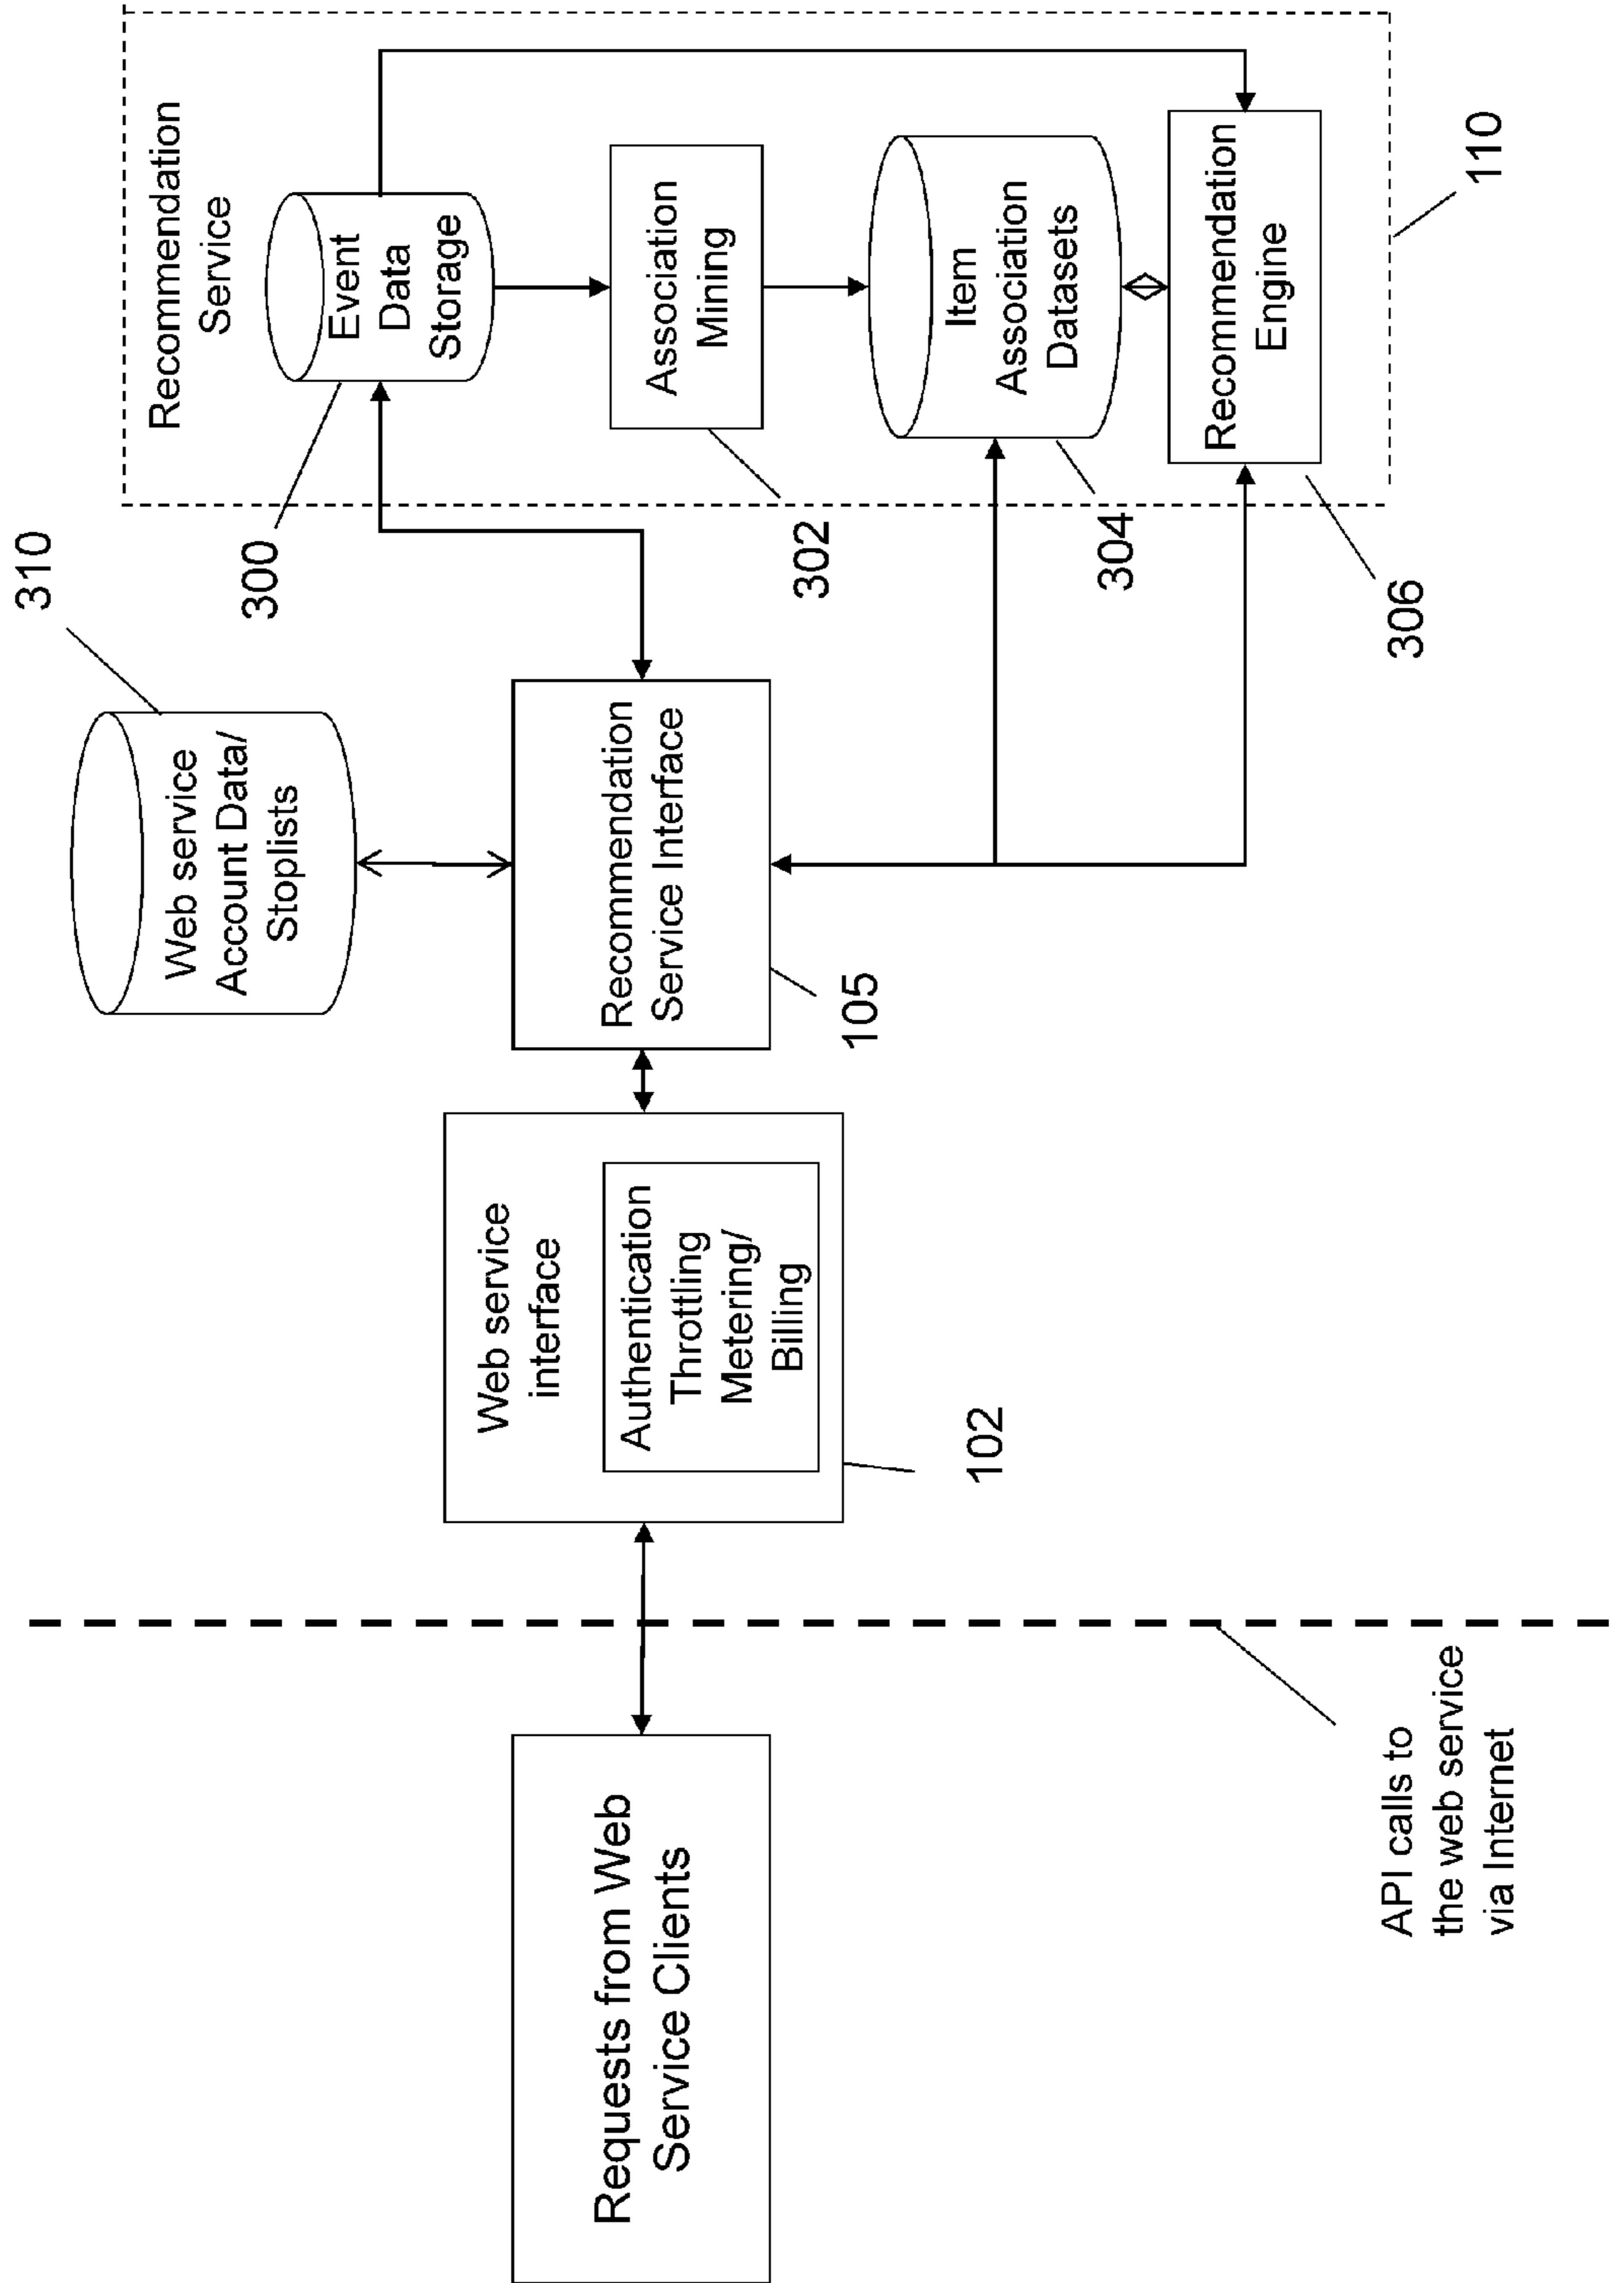 Requests from Web
Service Clients
API calls to
the web service
via Internet
Web service
interface
Authentication
Throttling
Metering/
Billing
102
Recommendation
Service Interface
105
Web service
Account Data/
Stoplists
310
Recommendation
Service
Event
Data
Storage
300
Association
Mining
302
Item
Association
Datasets
304
Recommendation
Engine
306
110